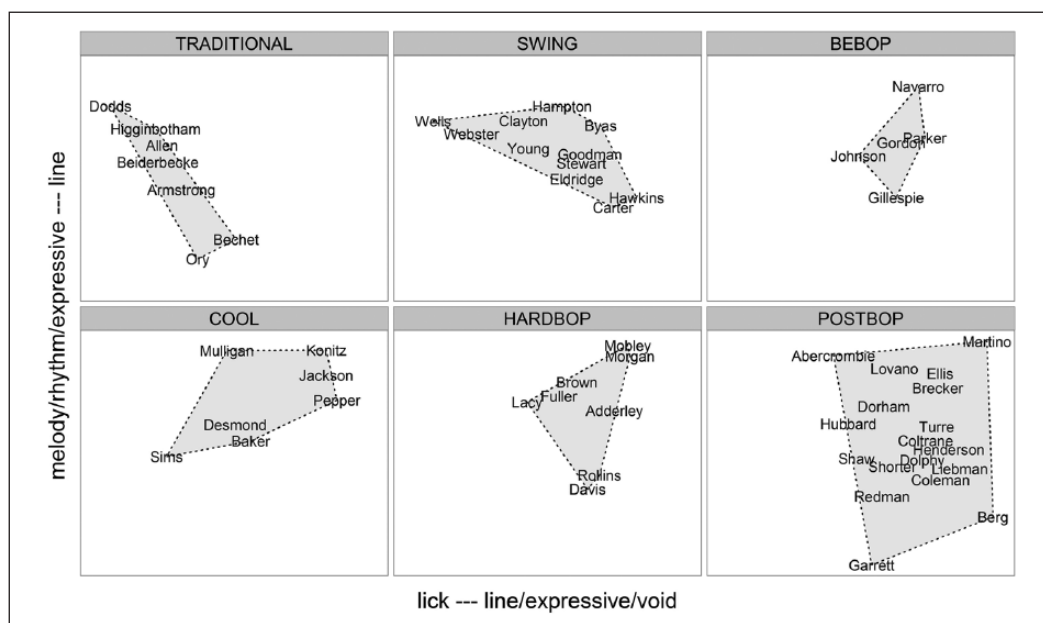 TRADITIONAL
Dodds
Higginbotham
Allen
Beiderbecke
Armstrong
Bechet
Ory
SWING
Hampton
Wells
Clayton
Byas
Webster
Young
Goodman
Stewart
Eldridge
Hawkins
Carter
BEBOP
Navarro
Parker
Gordon
Johnson
Gillespie
COOL
Mulligan
Konitz
Jackson
Pepper
Desmond
Baker
Sims
HARDBOP
Mobley
Morgan
Brown
Fuller
Lacy
Adderley
Rollins
Davis
POSTBOP
Martino
Abercrombie
Lovano
Ellis
Brecker
Dorham
Hubbard
Turre
Coltrane
Henderson
Shaw
Dolphy
Shorter
Liebman
Coleman
Redman
Berg
Garrett
melody/rhythm/expressive --- line
lick --- line/expressive/void